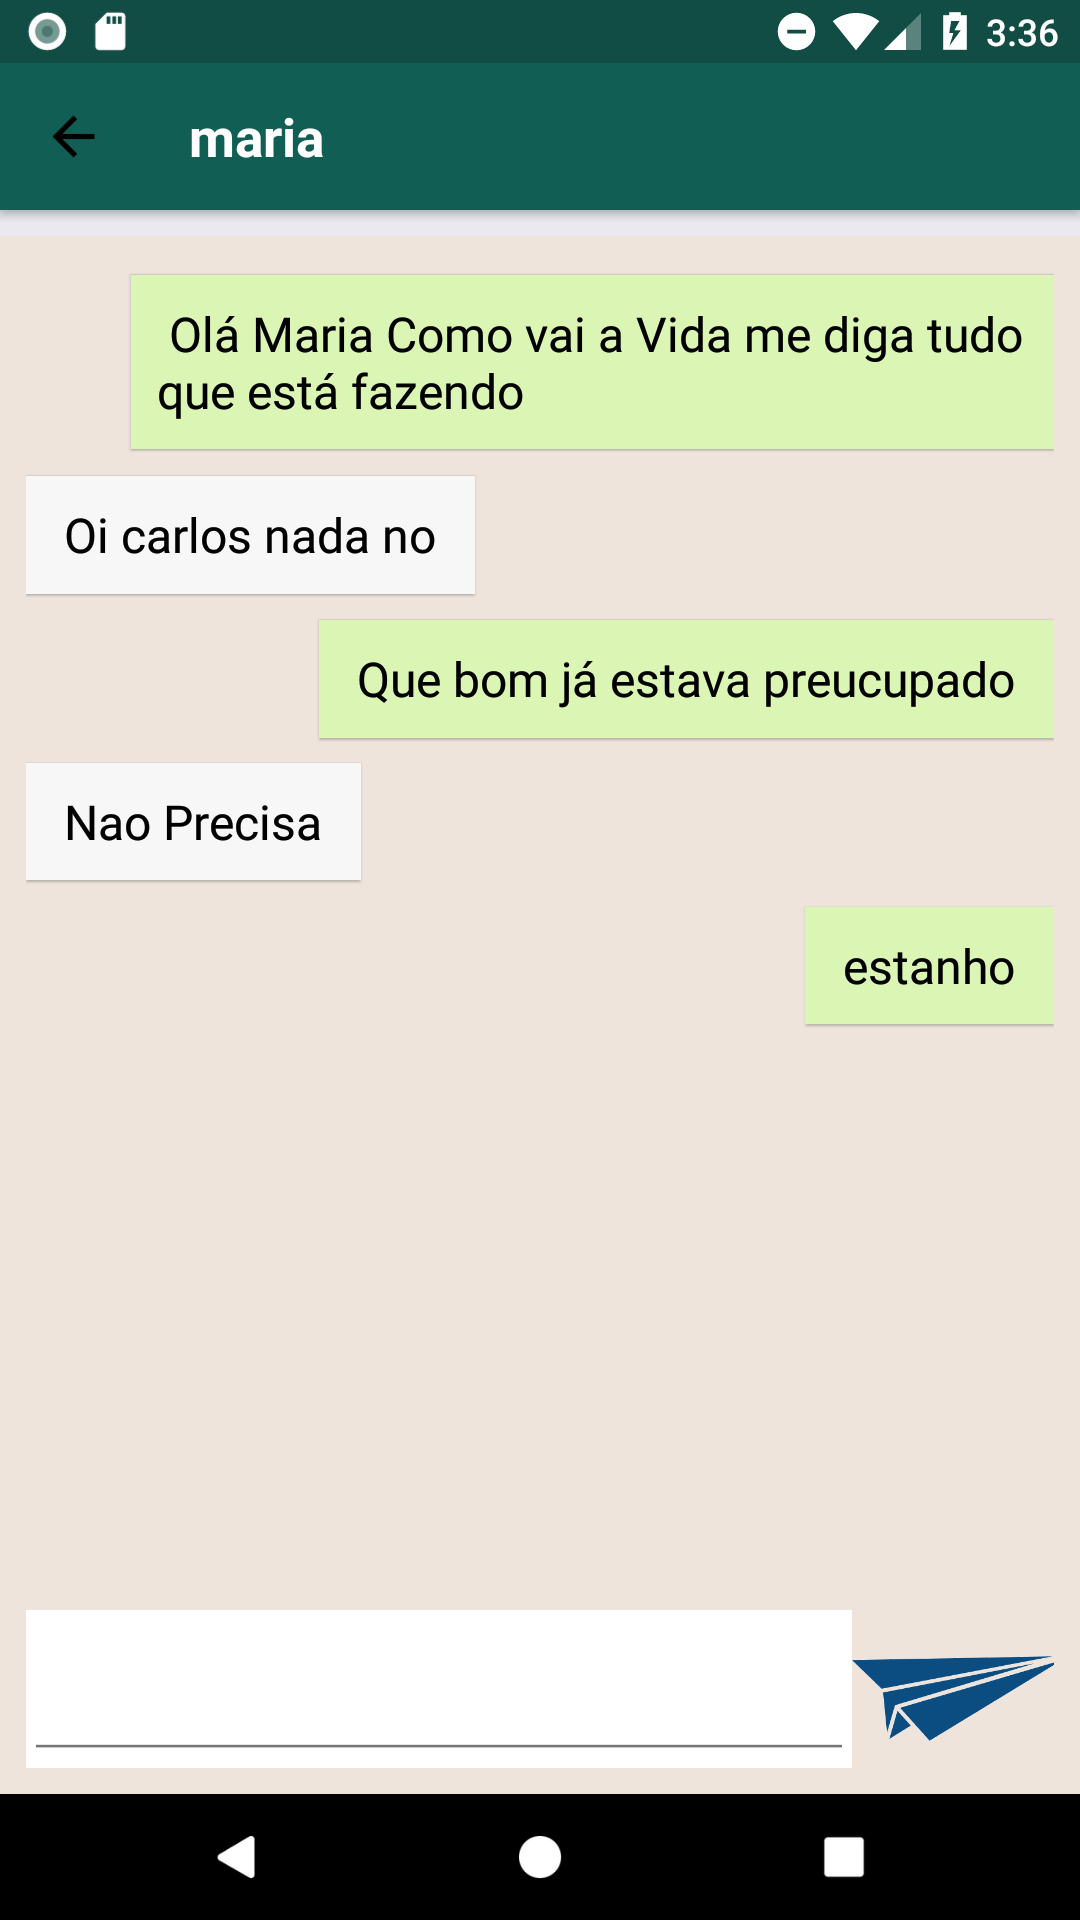 3:36
maria
Olá Maria Como vai a Vida me diga tudo
que está fazendo
Oi carlos nada no
Que bom já estava preucupado
Nao Precisa
estanho